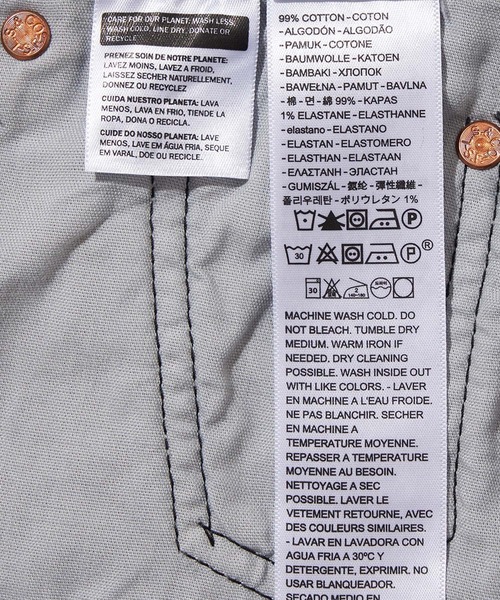 CARE FOR OUR PLANET: WASH LESS,
WASH COLD, LINE DRY, DONATE OR
RECYCLE.
PRENEZ SOIN DE NOTRE PLANETE:
LAVEZ MOINS, LAVEZ A FROID,
LAISSEZ SECHER NATURELLEMENT,
DONNEZ OU RECYCLEZ
CUIDA NUESTRO PLANETA: LAVA
MENOS, LAVA EN FRIO, TIENDE LA
ROPA, DONA O RECICLA.
CUIDE DO NOSSO PLANETA: LAVE
MENOS, LAVE EM ÁGUA FRIA, SEQUE
EM VARAL, DOE OU RECICLE.
99% COTTON - COTON
- ALGODÓN - ALGODÃO
- PAMUK - COTONE
- BAUMWOLLE - KATOEN
- BAMBAKI - ХЛОПОК
- BAWEŁNA - PAMUT - BAVLNA
- 棉 - 면 - 綿 99% - KAPAS
1% ELASTANE - ELASTHANNE
- elastano - ELASTANO
- ELASTAN - ELASTOMERO
- ELASTHAN - ELASTAAN
- ΕΛΑΣΤΑΝΗ - ЭЛАСТАН
- GUMISZÁL - 氨纶 - 彈性纖維 -
폴리우레탄 - ポリウレタン 1%
P
30 P ®
30
MACHINE WASH COLD. DO
NOT BLEACH. TUMBLE DRY
MEDIUM. WARM IRON IF
NEEDED. DRY CLEANING
POSSIBLE. WASH INSIDE OUT
WITH LIKE COLORS. - LAVER
EN MACHINE A L'EAU FROIDE.
NE PAS BLANCHIR. SECHER
EN MACHINE A
TEMPERATURE MOYENNE.
REPASSER A TEMPERATURE
MOYENNE AU BESOIN.
NETTOYAGE A SEC
POSSIBLE. LAVER LE
VETEMENT RETOURNE, AVEC
DES COULEURS SIMILAIRES.
- LAVAR EN LAVADORA CON
AGUA FRIA A 30ºC Y
DETERGENTE, EXPRIMIR. NO
USAR BLANQUEADOR.
SECADO MEDIO EN